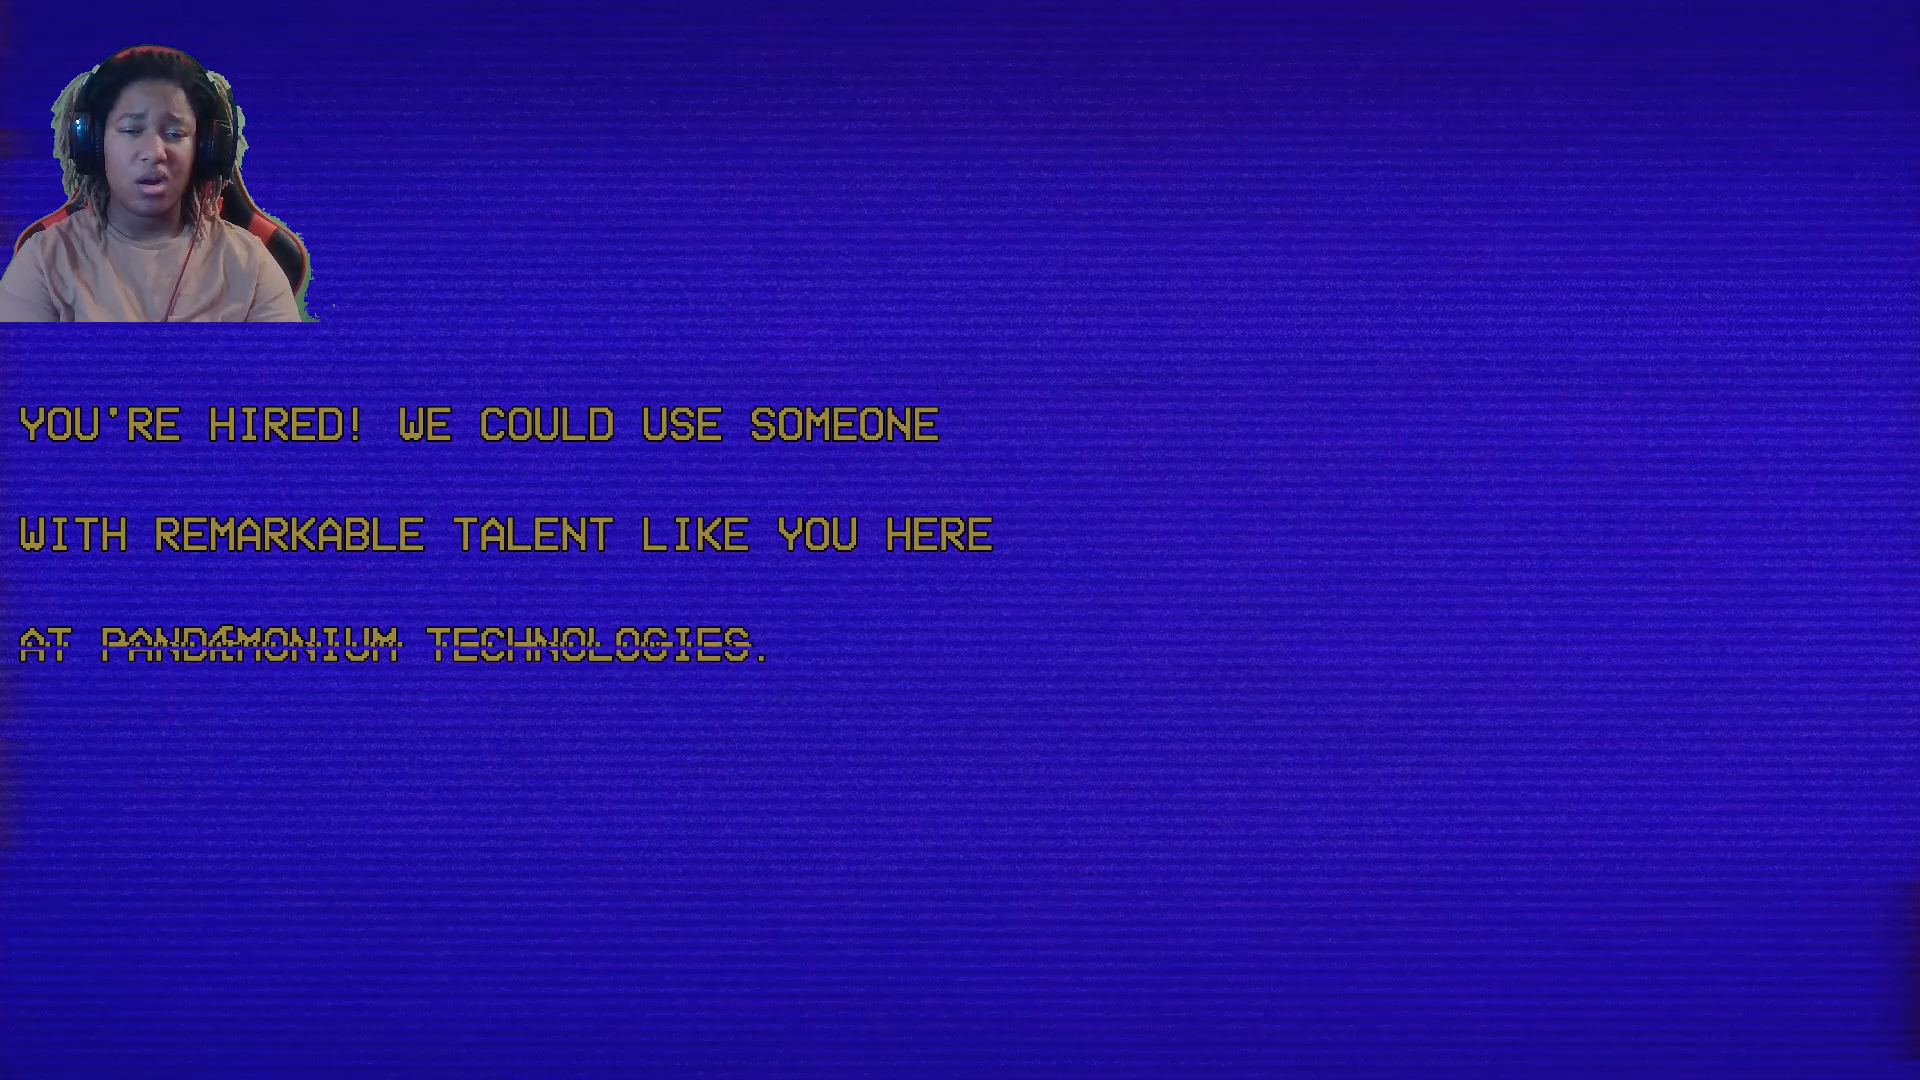 YOU'RE HIRED! WE COULD USE SOMEONE
WITH REMARKABLE TALENT LIKE YOU HERE
AT PANDÆMONIUM TECHNOLOGIES.